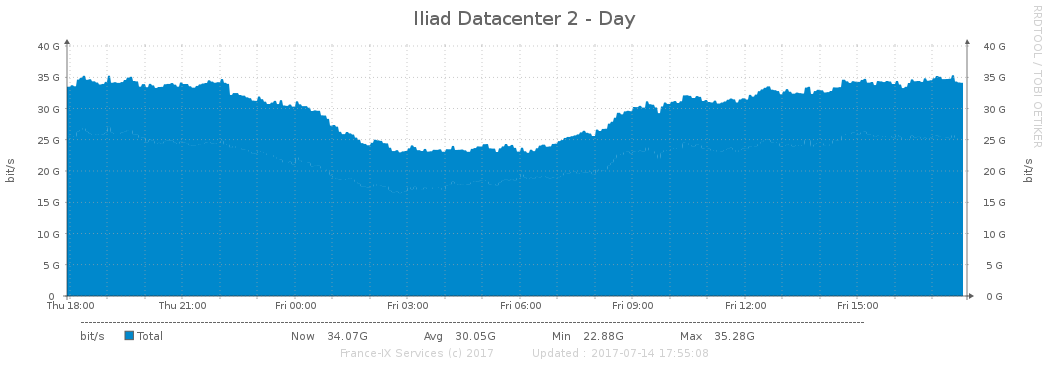 Iliad Datacenter 2 - Day
RRDTOOL / TOBI OETIKER
bit/s
40 G 40 G
35 G 35 G
30 G 30 G
25 G 25 G
20 G 20 G
15 G 15 G
10 G 10 G
5 G 5 G
0 0 G
bit/s
Thu 18:00 Thu 21:00 Fri 00:00 Fri 03:00 Fri 06:00 Fri 09:00 Fri 12:00 Fri 15:00
bit/s Total Now 34.07G Avg 30.05G Min 22.88G Max 35.28G
France-IX Services (c) 2017 Updated : 2017-07-14 17:55:08